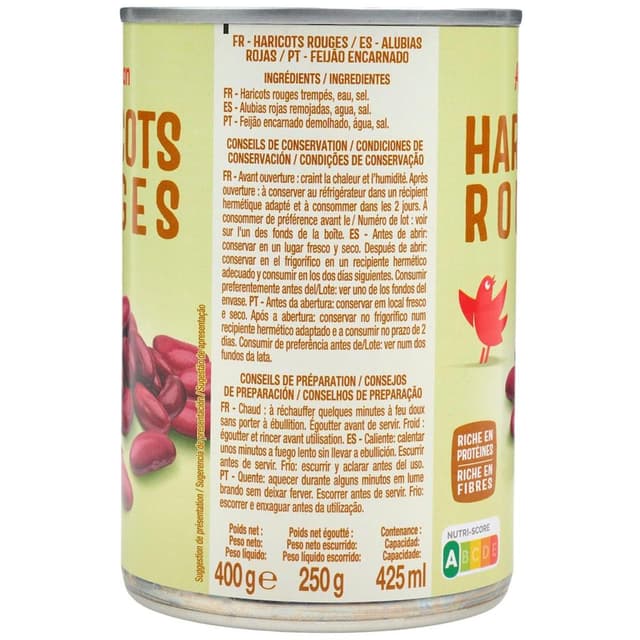 FR - HARICOTS ROUGES / ES - ALUBIAS
ROJAS / PT - FEIJÃO ENCARNADO
INGRÉDIENTS / INGREDIENTES
FR - Haricots rouges trempés, eau, sel.
ES - Alubias rojas remojadas, agua, sal.
PT - Feijão encarnado demolhado, água, sal.
CONSEILS DE CONSERVATION / CONDICIONES DE
CONSERVACIÓN / CONDIÇÕES DE CONSERVAÇÃO
FR - Avant ouverture : craint la chaleur et l'humidité. Après
ouverture : à conserver au réfrigérateur dans un récipient
hermétique adapté et à consommer dans les 2 jours. À
consommer de préférence avant le / Numéro de lot : voir
sur l'un des fonds de la boîte. ES - Antes de abrir:
conservar en un lugar fresco y seco. Después de abrir:
conservar en el frigorífico en un recipiente hermético
adecuado y consumir en los dos días siguientes. Consumir
preferentemente antes del/Lote: ver uno de los fondos del
envase. PT - Antes da abertura: conservar em local fresco
e seco. Após a abertura: conservar no frigorífico num
recipiente hermético adaptado e a consumir no prazo de 2
dias. Consumir de preferência antes de/Lote: ver num dos
fundos da lata.
CONSEILS DE PRÉPARATION / CONSEJOS
DE PREPARACIÓN / CONSELHOS DE PREPARAÇÃO
FR - Chaud : à réchauffer quelques minutes à feu doux
sans porter à ébullition. Égoutter avant de servir. Froid :
égoutter et rincer avant utilisation. ES - Caliente: calentar
unos minutos a fuego lento sin llevar a ebullición. Escurrir
antes de servir. Frío: escurrir y aclarar antes del uso.
PT - Quente: aquecer durante alguns minutos em lume
brando sem deixar ferver. Escorrer antes de servir. Frio:
escorrer e enxaguar antes da utilização.
Poids net :
Peso neto:
Peso líquido:
400 g e
Poids net égoutté :
Peso neto escurrido:
Peso líquido escorrido:
250 g
Contenance :
Capacidad:
Capacidade:
425 ml
Suggestion de présentation / Sugerencia de presentación / Sugestão de apresentação
COTS
GES
HAR
ROU
RICHE EN
PROTÉINES
RICHE EN
FIBRES
NUTRI-SCORE
A B C D E